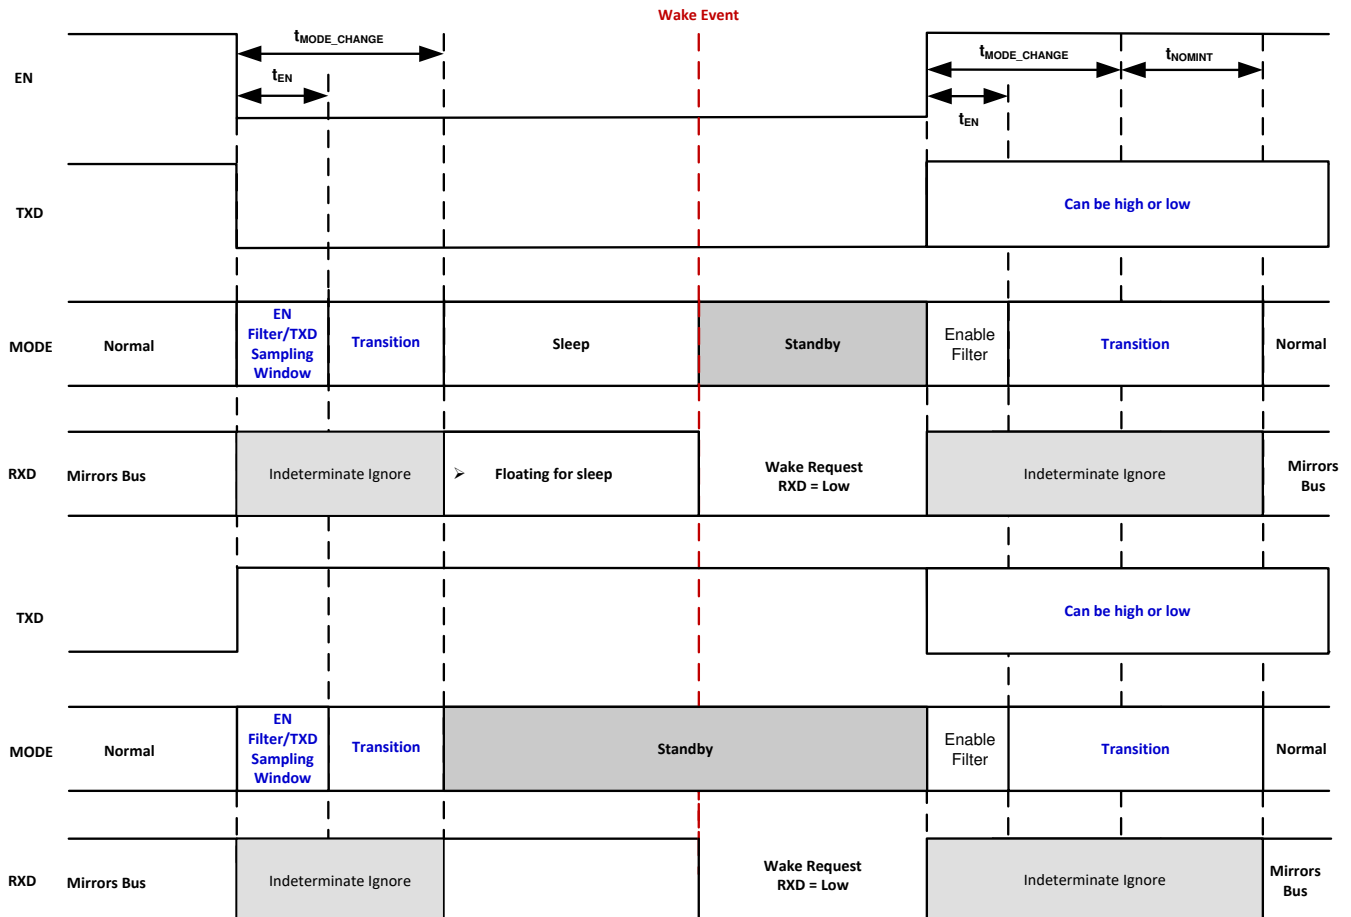 Wake Event
tMODE_CHANGE
tMODE_CHANGE
tNOMINT
EN
tEN
tEN
TXD
Can be high or low
MODE
Normal
EN
Filter/TXD
Sampling
Window
Transition
Sleep
Standby
Enable
Filter
Transition
Normal
RXD
Mirrors Bus
Indeterminate Ignore
➢ Floating for sleep
Wake Request
RXD = Low
Indeterminate Ignore
Mirrors
Bus
TXD
Can be high or low
MODE
Normal
EN
Filter/TXD
Sampling
Window
Transition
Standby
Enable
Filter
Transition
Normal
RXD
Mirrors Bus
Indeterminate Ignore
Wake Request
RXD = Low
Indeterminate Ignore
Mirrors
Bus